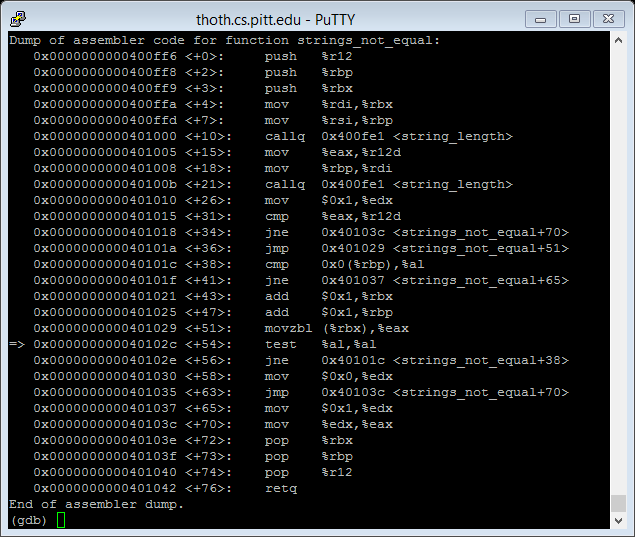 thoth.cs.pitt.edu - PuTTY
Dump of assembler code for function strings_not_equal:
   0x0000000000400ff6 <+0>:     push   %r12
   0x0000000000400ff8 <+2>:     push   %rbp
   0x0000000000400ff9 <+3>:     push   %rbx
   0x0000000000400ffa <+4>:     mov    %rdi,%rbx
   0x0000000000400ffd <+7>:     mov    %rsi,%rbp
   0x0000000000401000 <+10>:    callq  0x400fe1 <string_length>
   0x0000000000401005 <+15>:    mov    %eax,%r12d
   0x0000000000401008 <+18>:    mov    %rbp,%rdi
   0x000000000040100b <+21>:    callq  0x400fe1 <string_length>
   0x0000000000401010 <+26>:    mov    $0x1,%edx
   0x0000000000401015 <+31>:    cmp    %eax,%r12d
   0x0000000000401018 <+34>:    jne    0x40103c <strings_not_equal+70>
   0x000000000040101a <+36>:    jmp    0x401029 <strings_not_equal+51>
   0x000000000040101c <+38>:    cmp    0x0(%rbp),%al
   0x000000000040101f <+41>:    jne    0x401037 <strings_not_equal+65>
   0x0000000000401021 <+43>:    add    $0x1,%rbx
   0x0000000000401025 <+47>:    add    $0x1,%rbp
   0x0000000000401029 <+51>:    movzbl (%rbx),%eax
=> 0x000000000040102c <+54>:    test   %al,%al
   0x000000000040102e <+56>:    jne    0x40101c <strings_not_equal+38>
   0x0000000000401030 <+58>:    mov    $0x0,%edx
   0x0000000000401035 <+63>:    jmp    0x40103c <strings_not_equal+70>
   0x0000000000401037 <+65>:    mov    $0x1,%edx
   0x000000000040103c <+70>:    mov    %edx,%eax
   0x000000000040103e <+72>:    pop    %rbx
   0x000000000040103f <+73>:    pop    %rbp
   0x0000000000401040 <+74>:    pop    %r12
   0x0000000000401042 <+76>:    retq
End of assembler dump.
(gdb)